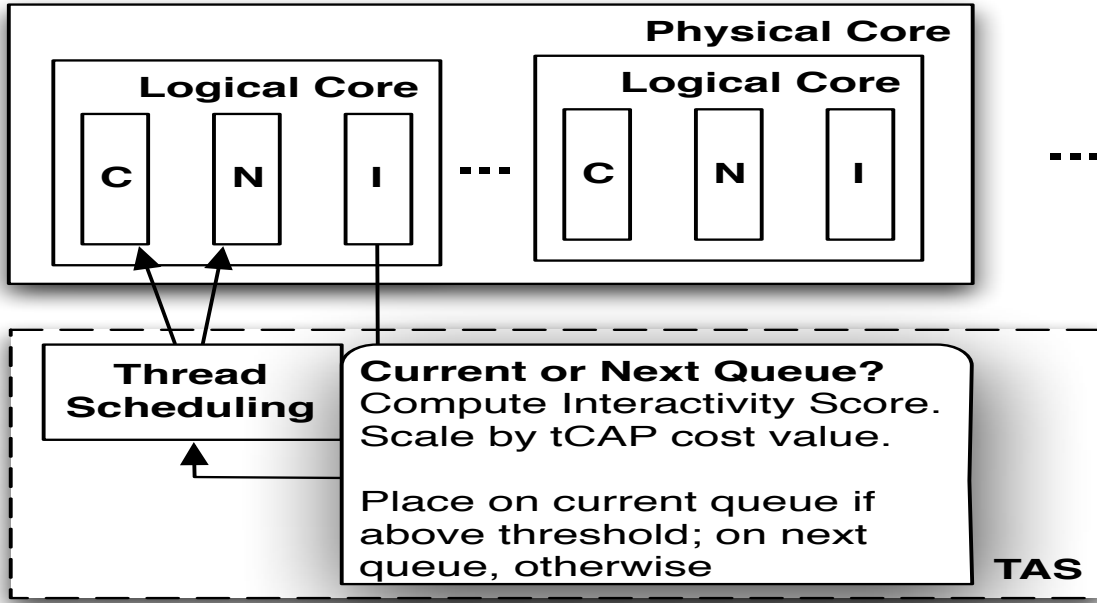 Physical Core
Logical Core
Logical Core
C N I ... C N I ...
Thread
Scheduling
Current or Next Queue?
Compute Interactivity Score.
Scale by tCAP cost value.
Place on current queue if
above threshold; on next
queue, otherwise
TAS